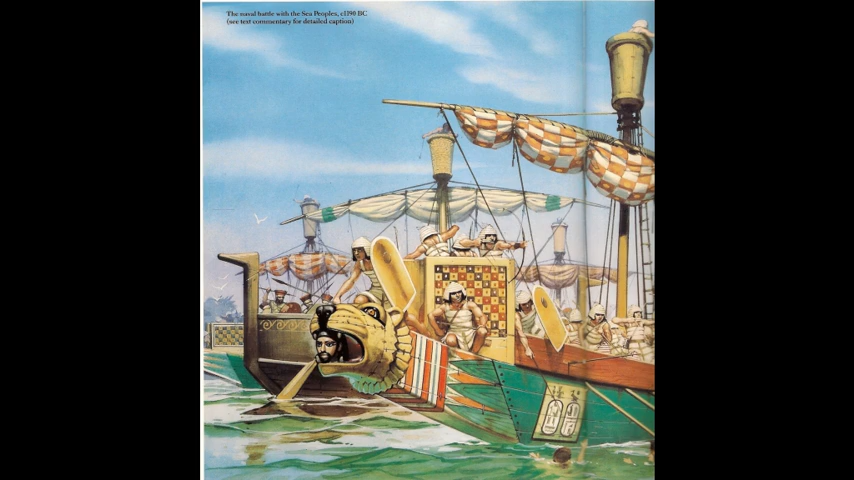 The naval battle with the Sea Peoples, c1190 BC
(see text commentary for detailed caption)